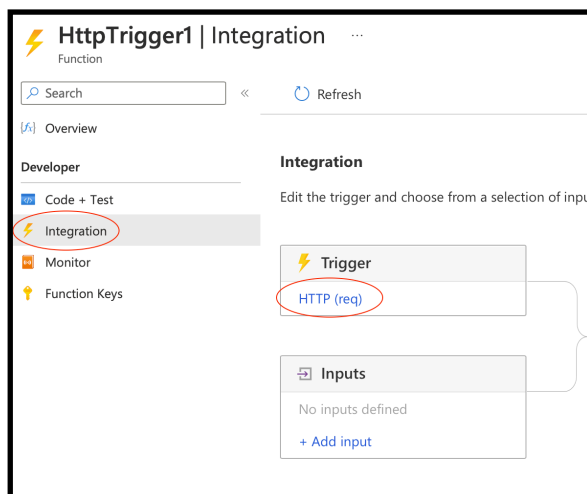 HttpTrigger1 | Integration ...
Function
Search
«
Refresh
{fx} Overview
Developer
Code + Test
Integration
Monitor
Function Keys
Integration
Edit the trigger and choose from a selection of inpu
Trigger
HTTP (req)
Inputs
No inputs defined
+ Add input